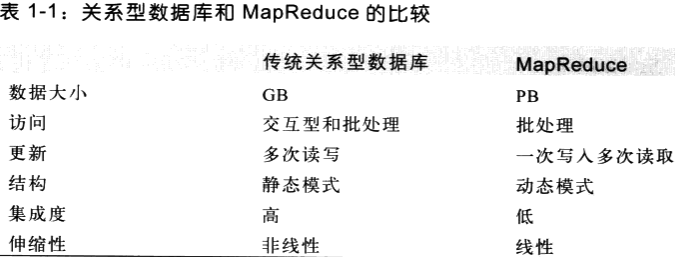 表 1-1：关系型数据库和 MapReduce 的比较
传统关系型数据库 MapReduce
数据大小 GB PB
访问 交互型和批处理 批处理
更新 多次读写 一次写入多次读取
结构 静态模式 动态模式
集成度 高 低
伸缩性 非线性 线性